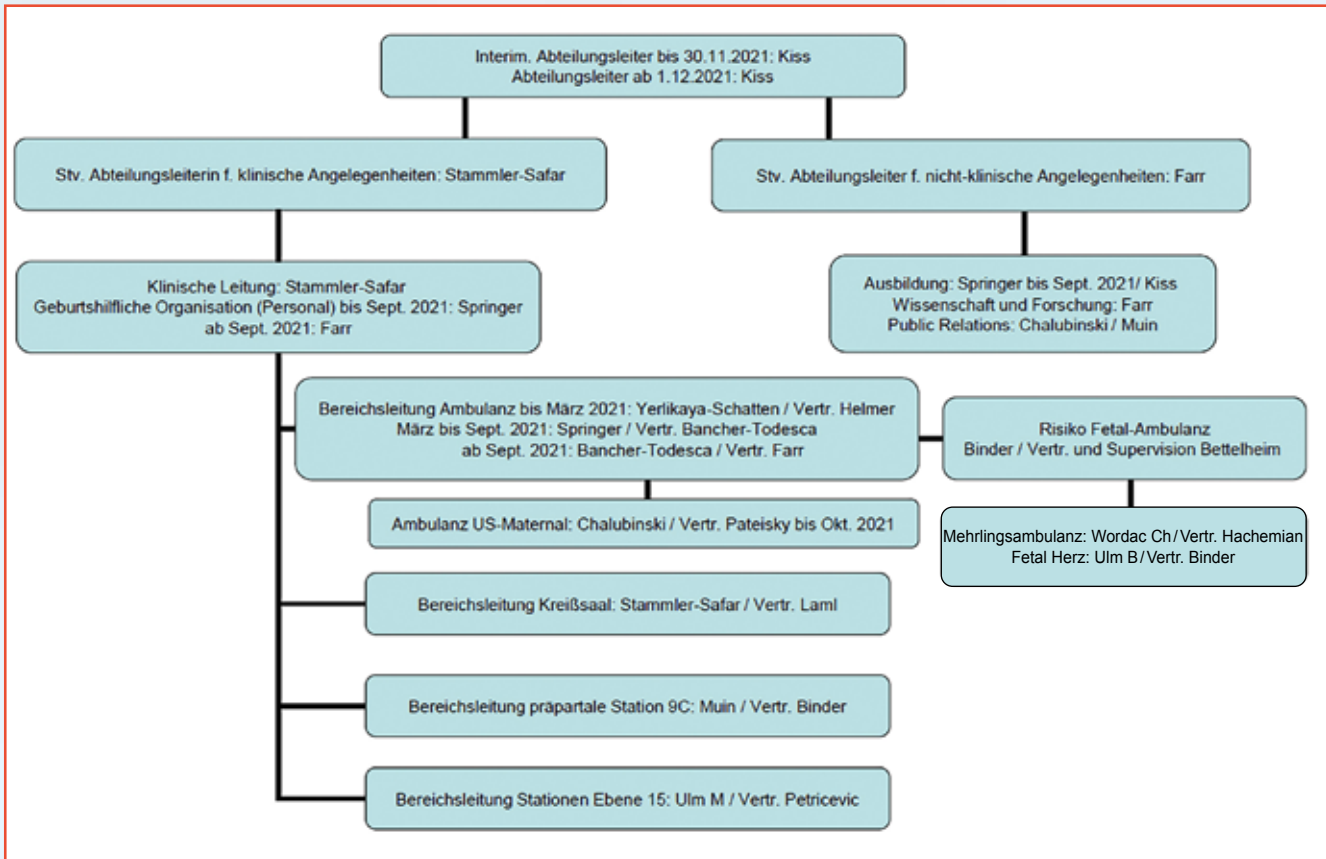 Interim. Abteilungsleiter bis 30.11.2021: Kiss
Abteilungsleiter ab 1.12.2021: Kiss
Stv. Abteilungsleiterin f. klinische Angelegenheiten: Stammler-Safar
Stv. Abteilungsleiter f. nicht-klinische Angelegenheiten: Farr
Klinische Leitung: Stammler-Safar
Geburtshilfliche Organisation (Personal) bis Sept. 2021: Springer
ab Sept. 2021: Farr
Ausbildung: Springer bis Sept. 2021/ Kiss
Wissenschaft und Forschung: Farr
Public Relations: Chalubinski / Muin
Bereichsleitung Ambulanz bis März 2021: Yerlikaya-Schatten / Vertr. Helmer
März bis Sept. 2021: Springer / Vertr. Bancher-Todesca
ab Sept. 2021: Bancher-Todesca / Vertr. Farr
Risiko Fetal-Ambulanz
Binder / Vertr. und Supervision Bettelheim
Ambulanz US-Maternal: Chalubinski / Vertr. Pateisky bis Okt. 2021
Mehrlingsambulanz: Wordac Ch/Vertr. Hachemian
Fetal Herz: Ulm B/Vertr. Binder
Bereichsleitung Kreißsaal: Stammler-Safar / Vertr. Laml
Bereichsleitung präpartale Station 9C: Muin / Vertr. Binder
Bereichsleitung Stationen Ebene 15: Ulm M / Vertr. Petricevic